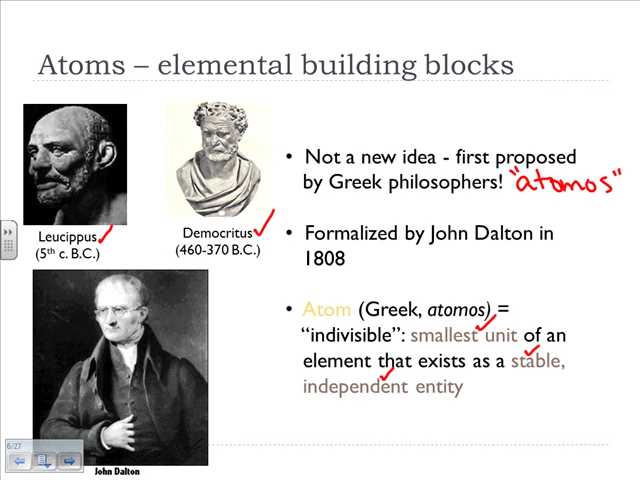 Atoms – elemental building blocks
Leucippus
(5th c. B.C.)
Democritus
(460-370 B.C.)
• Not a new idea - first proposed
by Greek philosophers! "atomos"
• Formalized by John Dalton in
1808
• Atom (Greek, atomos) =
“indivisible”: smallest unit of an
element that exists as a stable,
independent entity
6/27
John Dalton